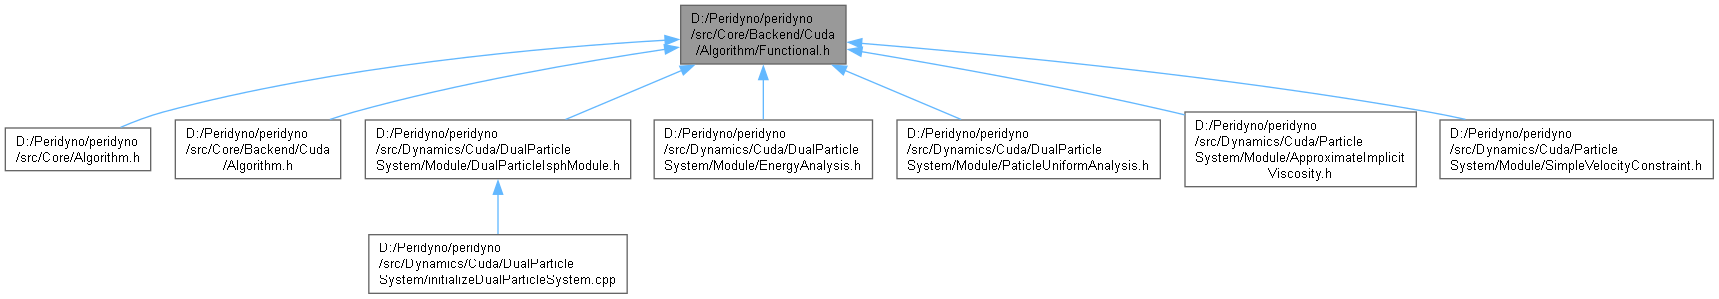 D:/Peridyno/peridyno
/src/Core/Backend/Cuda
/Algorithm/Functional.h
D:/Peridyno/peridyno
/src/Core/Algorithm.h
D:/Peridyno/peridyno
/src/Core/Backend/Cuda
/Algorithm.h
D:/Peridyno/peridyno
/src/Dynamics/Cuda/DualParticle
System/Module/DualParticleIsphModule.h
D:/Peridyno/peridyno
/src/Dynamics/Cuda/DualParticle
System/Module/EnergyAnalysis.h
D:/Peridyno/peridyno
/src/Dynamics/Cuda/DualParticle
System/Module/PaticleUniformAnalysis.h
D:/Peridyno/peridyno
/src/Dynamics/Cuda/Particle
System/Module/ApproximateImplicit
Viscosity.h
D:/Peridyno/peridyno
/src/Dynamics/Cuda/Particle
System/Module/SimpleVelocityConstraint.h
D:/Peridyno/peridyno
/src/Dynamics/Cuda/DualParticle
System/initializeDualParticleSystem.cpp